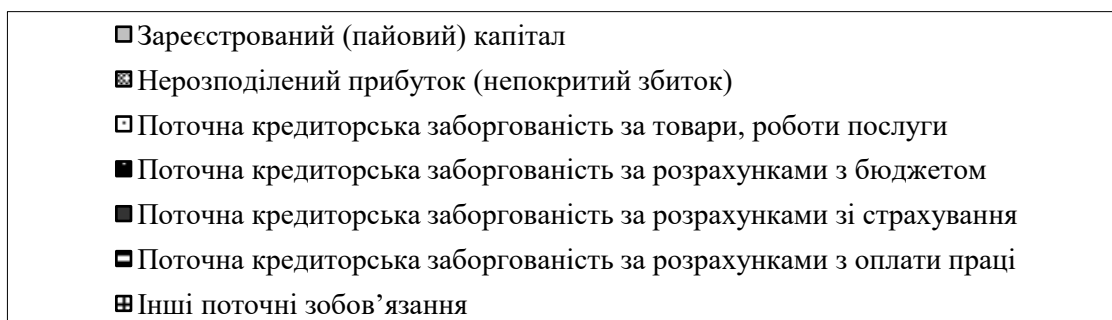 Зареєстрований (пайовий) капітал
Нерозподілений прибуток (непокритий збиток)
Поточна кредиторська заборгованість за товари, роботи послуги
Поточна кредиторська заборгованість за розрахунками з бюджетом
Поточна кредиторська заборгованість за розрахунками зі страхування
Поточна кредиторська заборгованість за розрахунками з оплати праці
Інші поточні зобов’язання